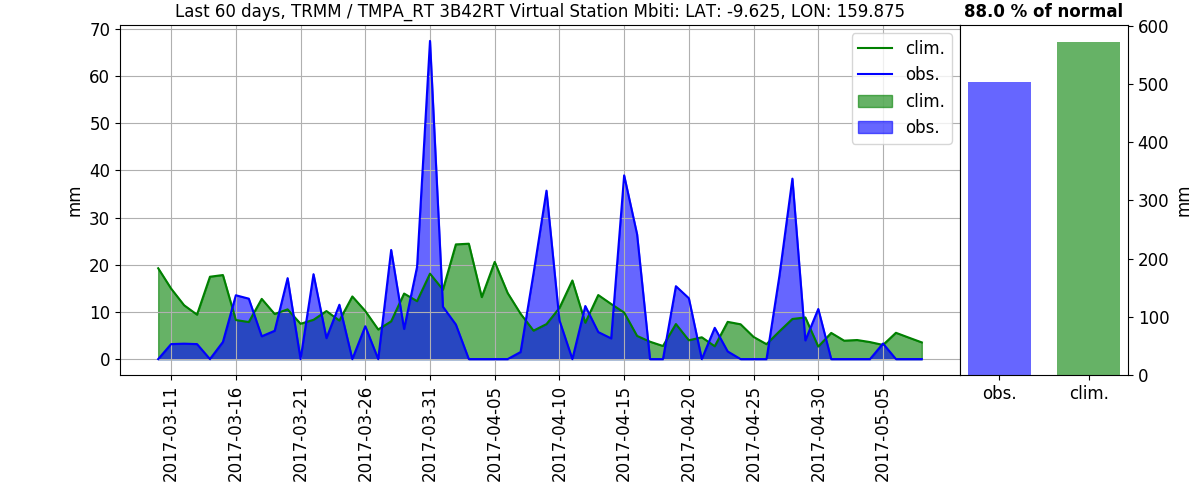 Last 60 days, TRMM / TMPA_RT 3B42RT Virtual Station Mbiti: LAT: -9.625, LON: 159.875
88.0 % of normal
70
60
50
40
30
20
10
0
mm
clim.
obs.
clim.
obs.
2017-03-11
2017-03-16
2017-03-21
2017-03-26
2017-03-31
2017-04-05
2017-04-10
2017-04-15
2017-04-20
2017-04-25
2017-04-30
2017-05-05
600
500
400
300
200
100
0
mm
obs.
clim.